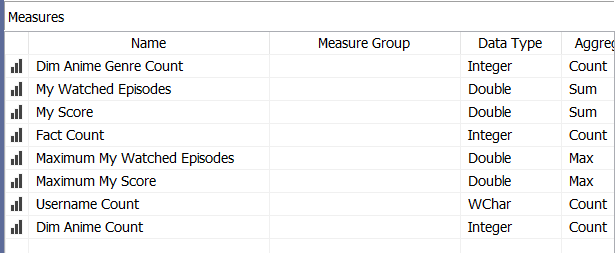 Measures
Name Measure Group Data Type Aggreg
Dim Anime Genre Count Integer Count
My Watched Episodes Double Sum
My Score Double Sum
Fact Count Integer Count
Maximum My Watched Episodes Double Max
Maximum My Score Double Max
Username Count WChar Count
Dim Anime Count Integer Count